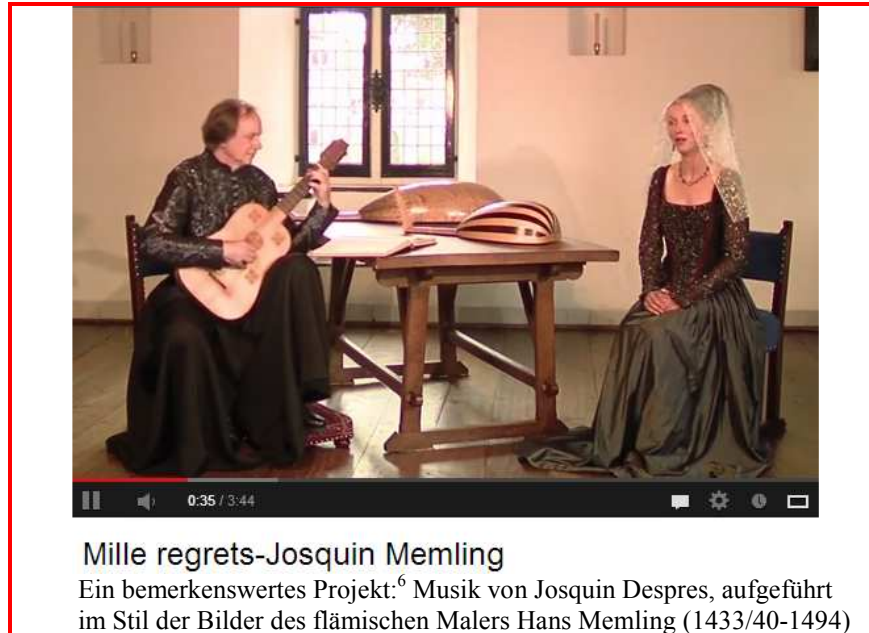 0:35 / 3:44
Mille regrets-Josquin Memling
Ein bemerkenswertes Projekt:⁶ Musik von Josquin Despres, aufgeführt
im Stil der Bilder des flämischen Malers Hans Memling (1433/40-1494)